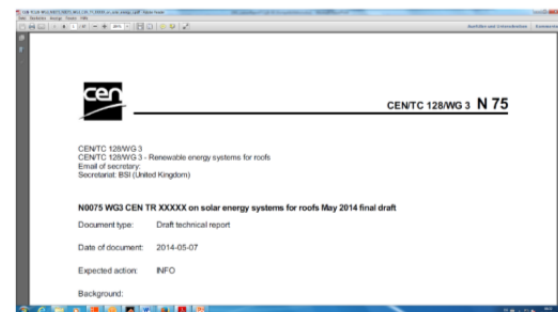 cen
CEN/TC 128/WG 3 N 75
CEN/TC 128/WG 3
CEN/TC 128/WG 3 - Renewable energy systems for roofs
Email of secretary:
Secretariat: BSI (United Kingdom)
N0075 WG3 CEN TR XXXXX on solar energy systems for roofs May 2014 final draft
Document type: Draft technical report
Date of document: 2014-05-07
Expected action: INFO
Background: